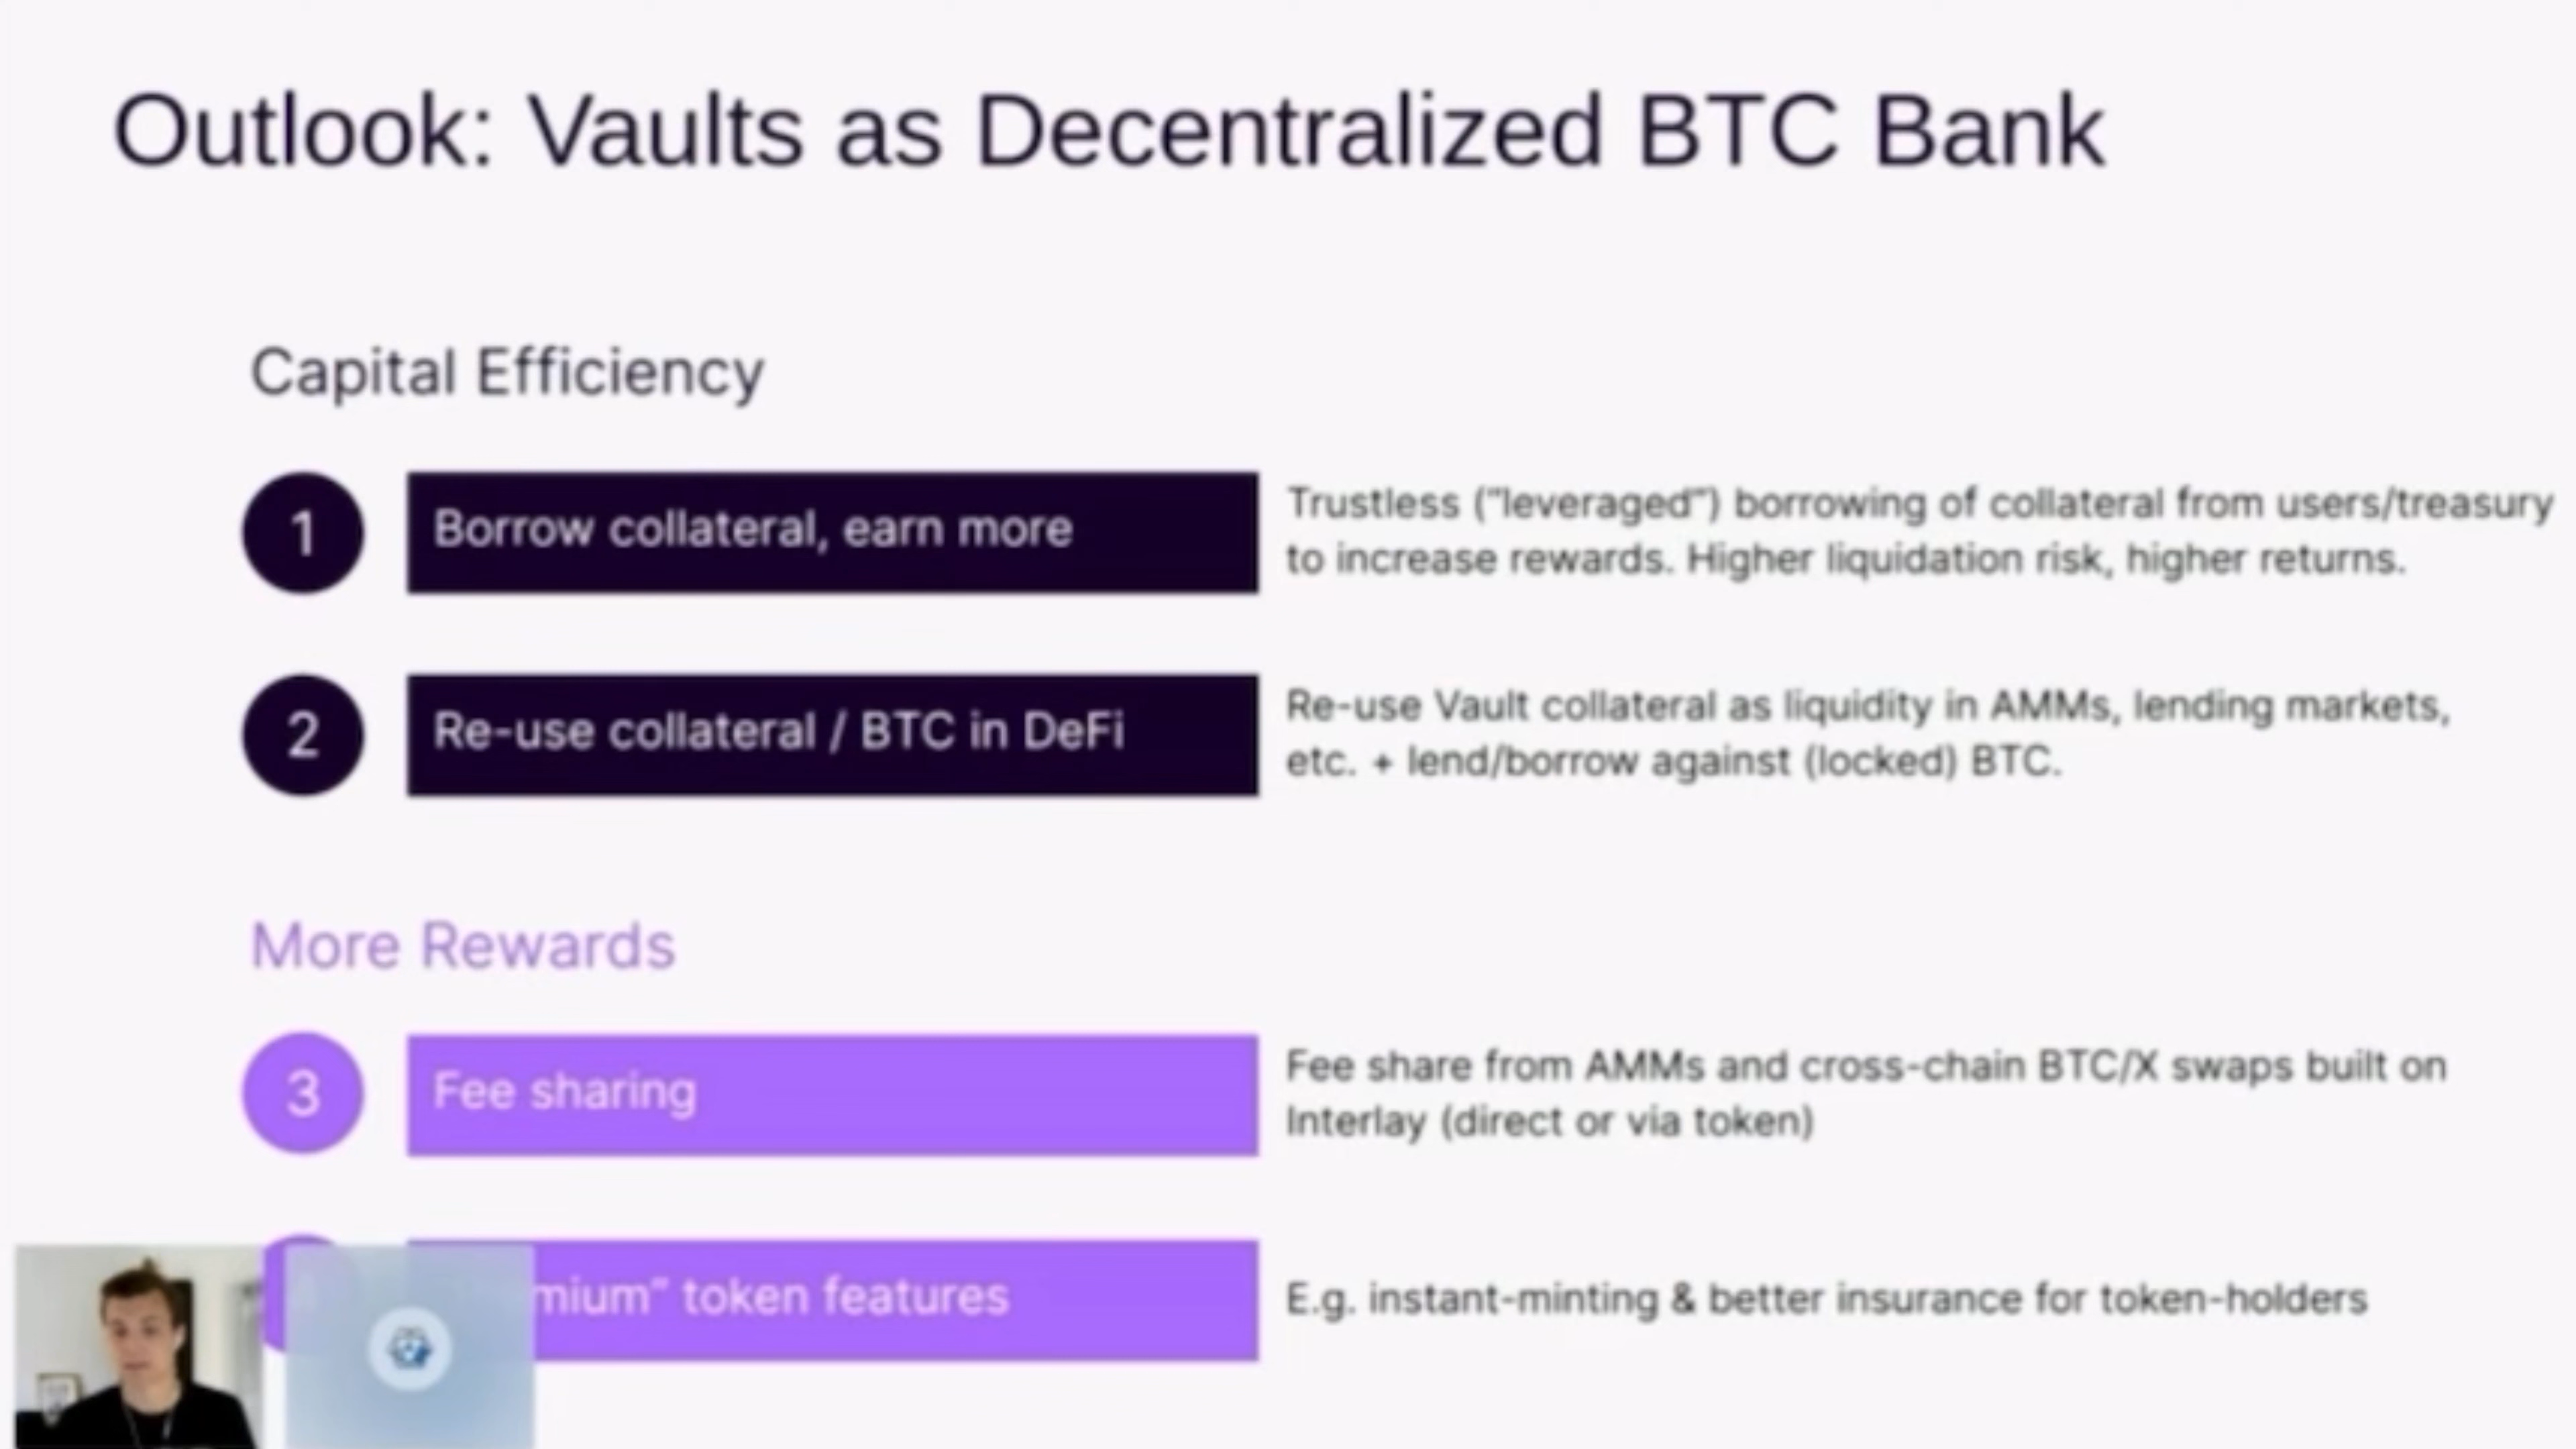 Outlook: Vaults as Decentralized BTC Bank
Capital Efficiency
1
Borrow collateral, earn more
Trustless ("leveraged") borrowing of collateral from users/treasury
to increase rewards. Higher liquidation risk, higher returns.
2
Re-use collateral / BTC in DeFi
Re-use Vault collateral as liquidity in AMMs, lending markets,
etc. + lend/borrow against (locked) BTC.
More Rewards
3
Fee sharing
Fee share from AMMs and cross-chain BTC/X swaps built on
Interlay (direct or via token)
mium" token features
E.g. instant-minting & better insurance for token-holders